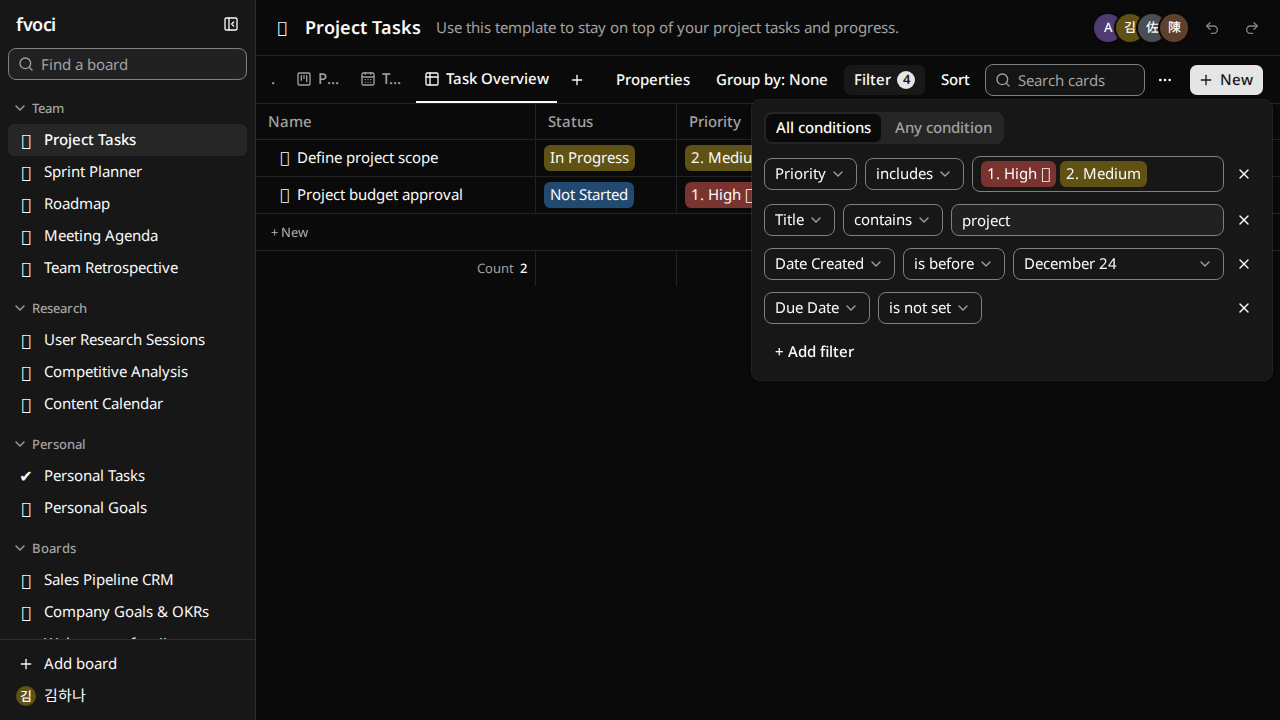 fvoci
Find a board
Team
Project Tasks
Sprint Planner
Roadmap
Meeting Agenda
Team Retrospective
Research
User Research Sessions
Competitive Analysis
Content Calendar
Personal
Personal Tasks
Personal Goals
Boards
Sales Pipeline CRM
Company Goals & OKRs
Add board
김 김하나
Project Tasks Use this template to stay on top of your project tasks and progress.
A 김 佐 陳
. P... T... Task Overview Properties Group by: None Filter 4 Sort Search cards New
Name Status Priority
Define project scope In Progress 2. Mediu
Project budget approval Not Started 1. High
+ New
Count 2
All conditions Any condition
Priority includes 1. High 2. Medium
Title contains project
Date Created is before December 24
Due Date is not set
+ Add filter